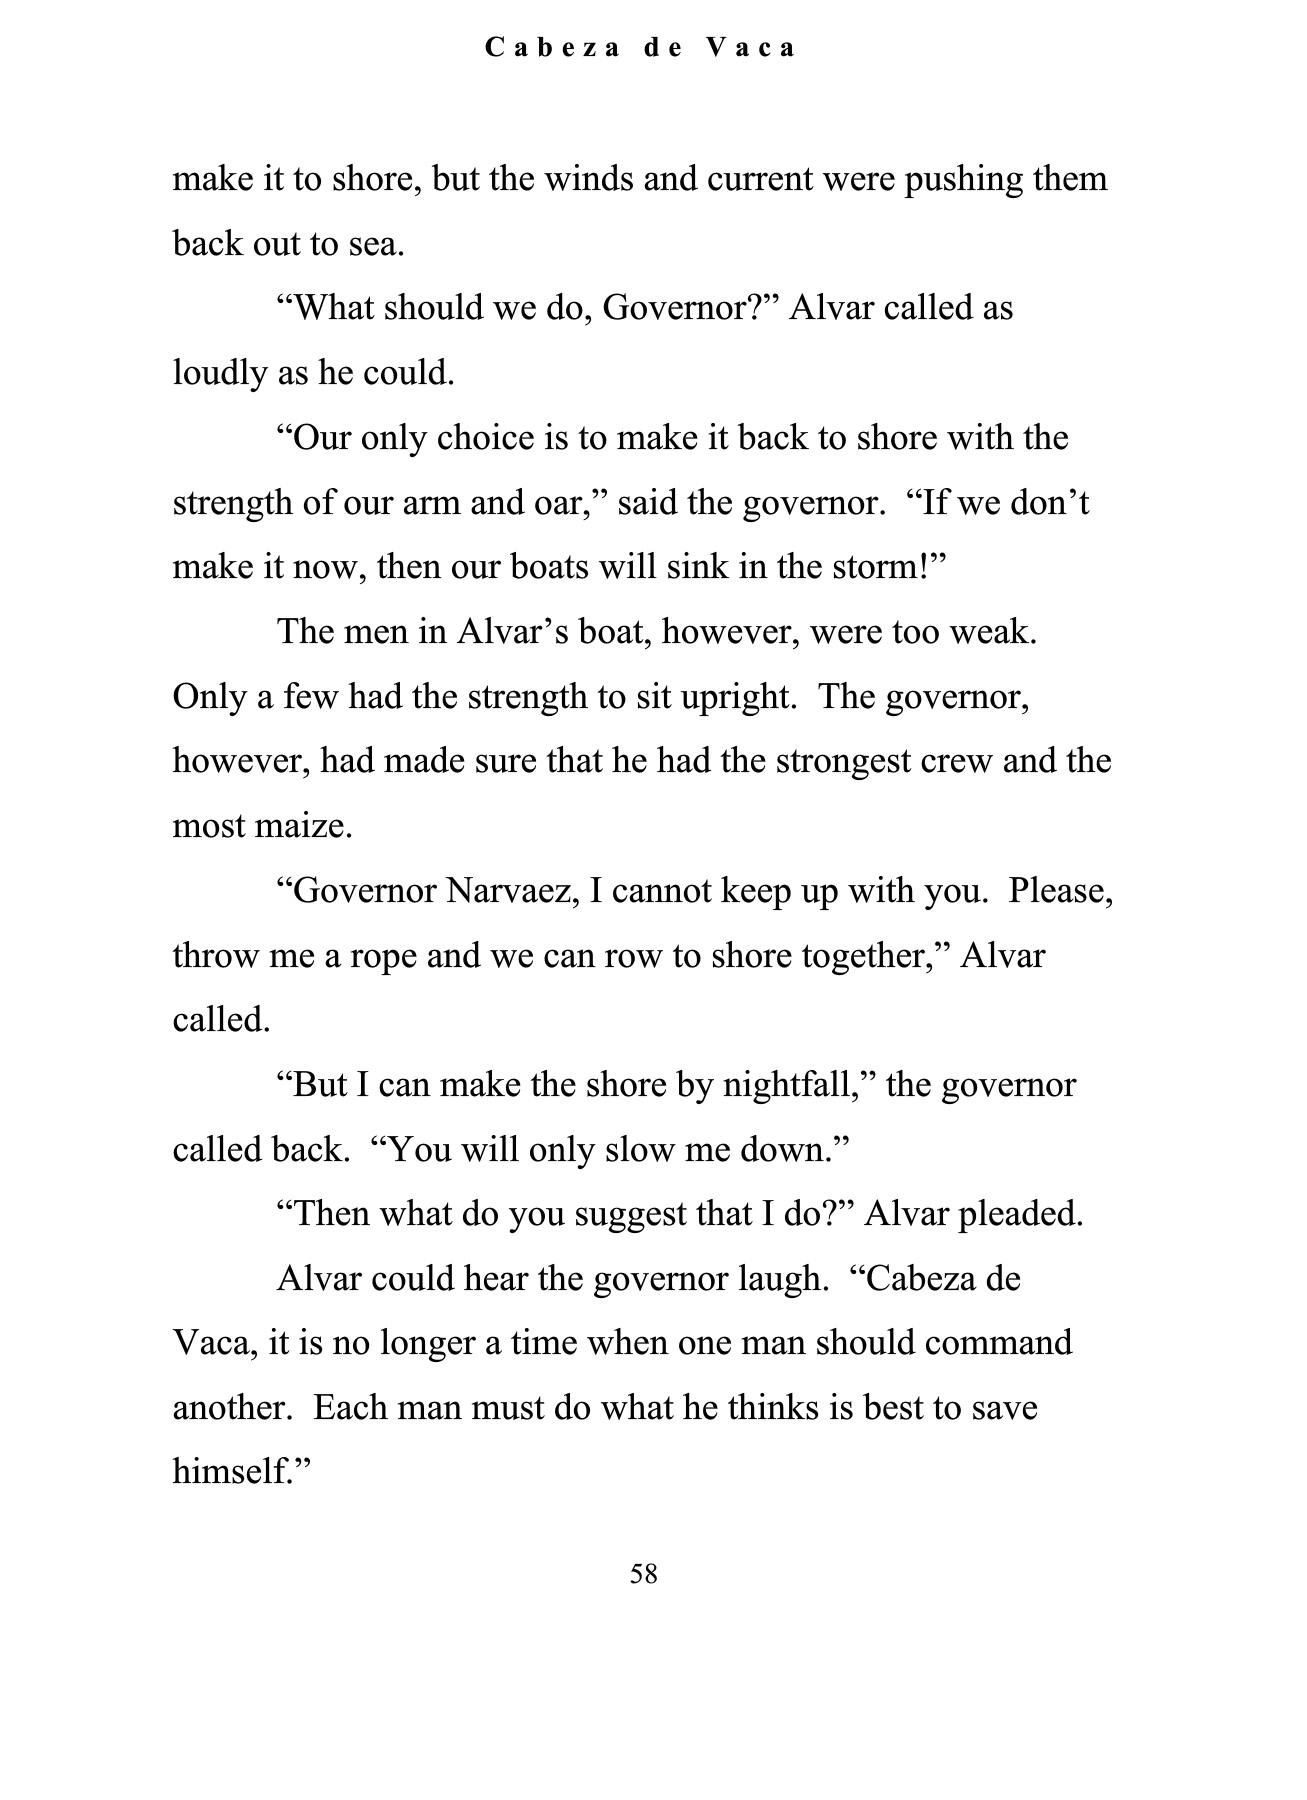 Cabeza de Vaca
make it to shore, but the winds and current were pushing them
back out to sea.
“What should we do, Governor?” Alvar called as
loudly as he could.
“Our only choice is to make it back to shore with the
strength of our arm and oar,” said the governor.  “If we don’t
make it now, then our boats will sink in the storm!”
The men in Alvar’s boat, however, were too weak.
Only a few had the strength to sit upright.  The governor,
however, had made sure that he had the strongest crew and the
most maize.
“Governor Narvaez, I cannot keep up with you.  Please,
throw me a rope and we can row to shore together,” Alvar
called.
“But I can make the shore by nightfall,” the governor
called back.  “You will only slow me down.”
“Then what do you suggest that I do?” Alvar pleaded.
Alvar could hear the governor laugh.  “Cabeza de
Vaca, it is no longer a time when one man should command
another.  Each man must do what he thinks is best to save
himself.”
58